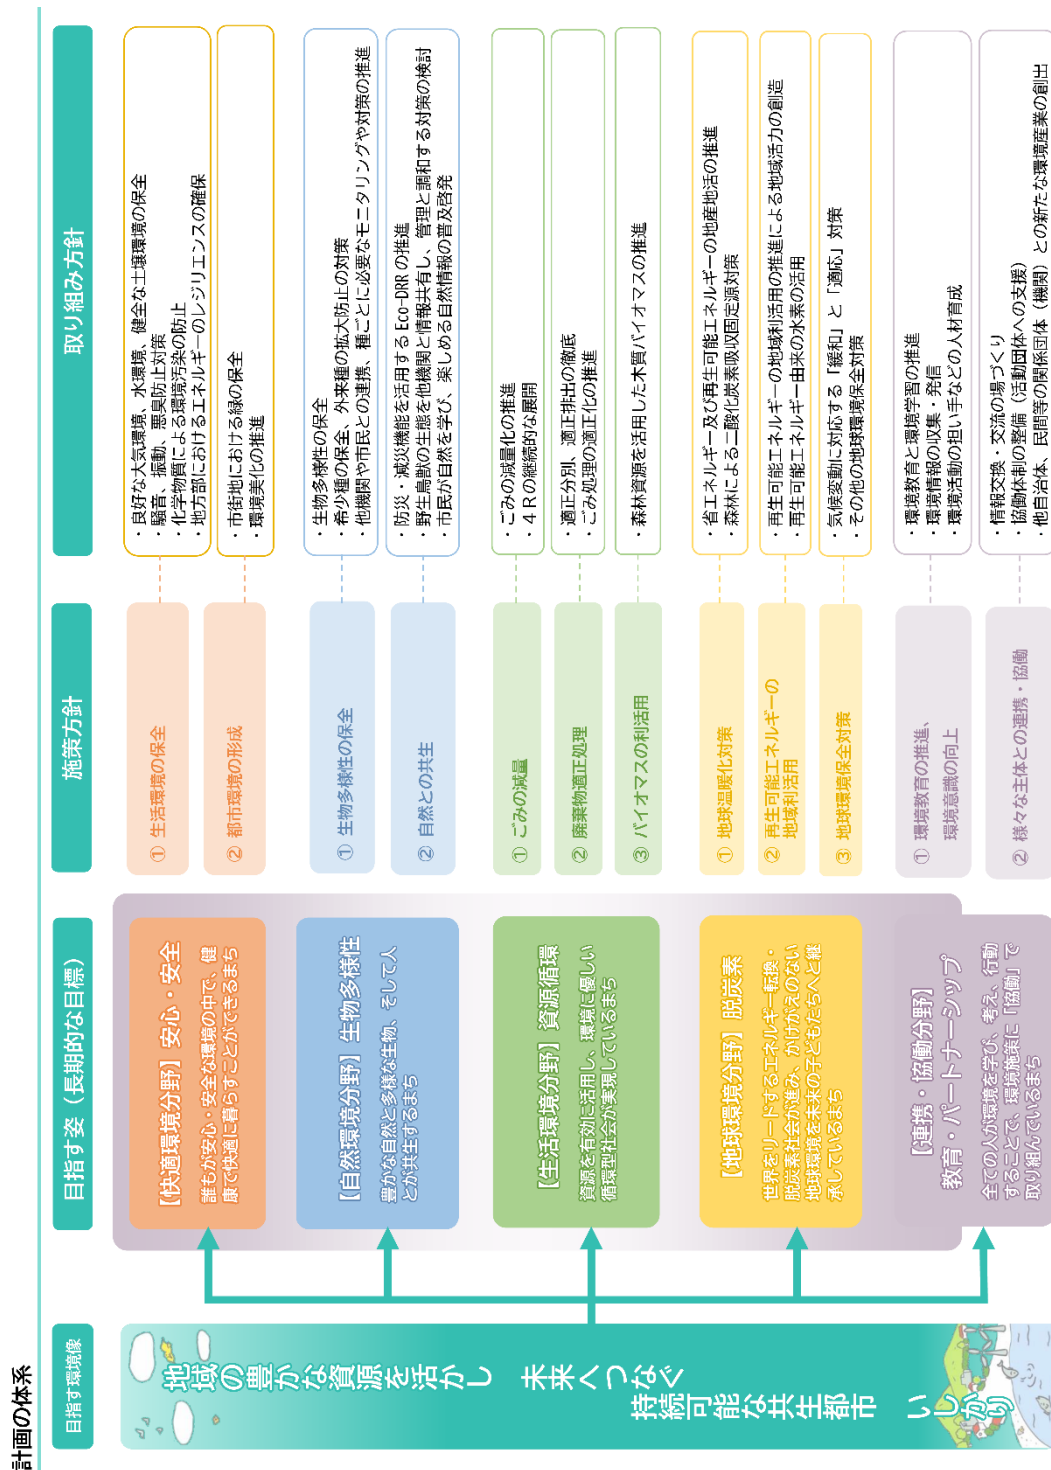 計画の体系
目指す環境像
目指す姿（長期的な目標）
施策方針
取り組み方針
地域の豊かな資源を活かし 未来へつなぐ
持続可能な共生都市 いしかり
【快適環境分野】安心・安全
誰もが安心・安全な環境の中で、健
康で快適に暮らすことができるまち
① 生活環境の保全
・良好な大気環境、水環境、健全な土壌環境の保全
・騒音、振動、悪臭防止対策
・化学物質による環境汚染の防止
・地方部におけるエネルギーのレジリエンスの確保
② 都市環境の形成
・市街地における緑の保全
・環境美化の推進
【自然環境分野】生物多様性
豊かな自然と多様な生物、そして人
とが共生するまち
① 生物多様性の保全
・生物多様性の保全
・希少種の保全、外来種の拡大防止の対策
・他機関や市民との連携、種ごとに必要なモニタリングや対策の推進
② 自然との共生
・防災・減災機能を活用する Eco-DRR の推進
・野生鳥獣の生態を他機関と情報共有し、管理と調和する対策の検討
・市民が自然を学び、楽しめる自然情報の普及啓発
【生活環境分野】資源循環
資源を有効に活用し、環境に優しい
循環型社会が実現しているまち
① ごみの減量
・ごみの減量化の推進
・４Ｒの継続的な展開
② 廃棄物適正処理
・適正分別、適正排出の徹底
・ごみ処理の適正化の推進
③ バイオマスの利活用
・森林資源を活用した木質バイオマスの推進
【地球環境分野】脱炭素
世界をリードするエネルギー転換・
脱炭素社会が進み、かけがえのない
地球環境を未来の子どもたちへと継
承しているまち
① 地球温暖化対策
・省エネルギー及び再生可能エネルギーの地産地活の推進
・森林による二酸化炭素吸収固定源対策
② 再生可能エネルギーの
地域利活用
・再生可能エネルギーの地域利活用の推進による地域活力の創造
・再生可能エネルギー由来の水素の活用
③ 地球環境保全対策
・気候変動に対応する「緩和」と「適応」対策
・その他の地球環境保全対策
【連携・協働分野】
教育・パートナーシップ
全ての人が環境を学び、考え、行動
することで、環境施策に「協働」で
取り組んでいるまち
① 環境教育の推進、
環境意識の向上
・環境教育と環境学習の推進
・環境情報の収集・発信
・環境活動の担い手などの人材育成
② 様々な主体との連携・協働
・情報交換・交流の場づくり
・協働体制の整備（活動団体への支援）
・他自治体、民間等の関係団体（機関）との新たな環境産業の創出